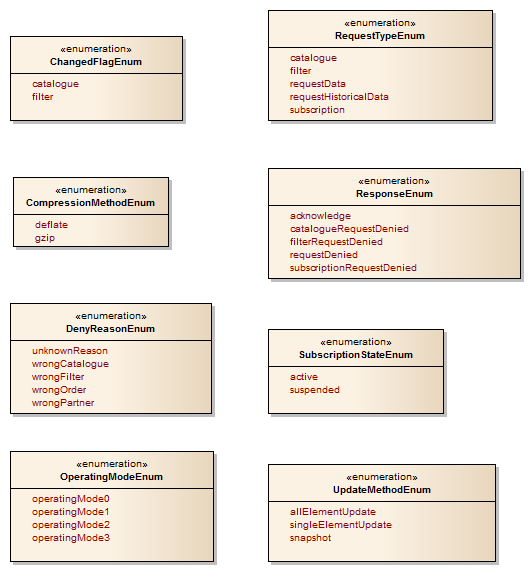 «enumeration»
ChangedFlagEnum
catalogue
filter
«enumeration»
RequestTypeEnum
catalogue
filter
requestData
requestHistoricalData
subscription
«enumeration»
CompressionMethodEnum
deflate
gzip
«enumeration»
ResponseEnum
acknowledge
catalogueRequestDenied
filterRequestDenied
requestDenied
subscriptionRequestDenied
«enumeration»
DenyReasonEnum
unknownReason
wrongCatalogue
wrongFilter
wrongOrder
wrongPartner
«enumeration»
SubscriptionStateEnum
active
suspended
«enumeration»
OperatingModeEnum
operatingMode0
operatingMode1
operatingMode2
operatingMode3
«enumeration»
UpdateMethodEnum
allElementUpdate
singleElementUpdate
snapshot